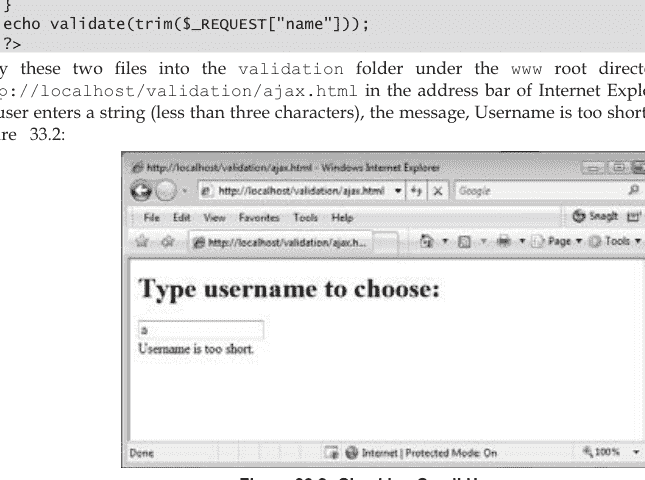 }
echo validate(trim($_REQUEST["name"]));
?>
y these two files into the validation folder under the www root direct
p://localhost/validation/ajax.html in the address bar of Internet Explo
user enters a string (less than three characters), the message, Username is too short
re 33.2:
http://localhost/validation/ajax.html - Windows Internet Explorer
http://localhost/validation/ajax.html Google
File Edit View Favorites Tools Help SnagIt
http://localhost/validation/ajax.h... Page Tools
Type username to choose:
a
Username is too short.
Done Internet | Protected Mode: On 100%